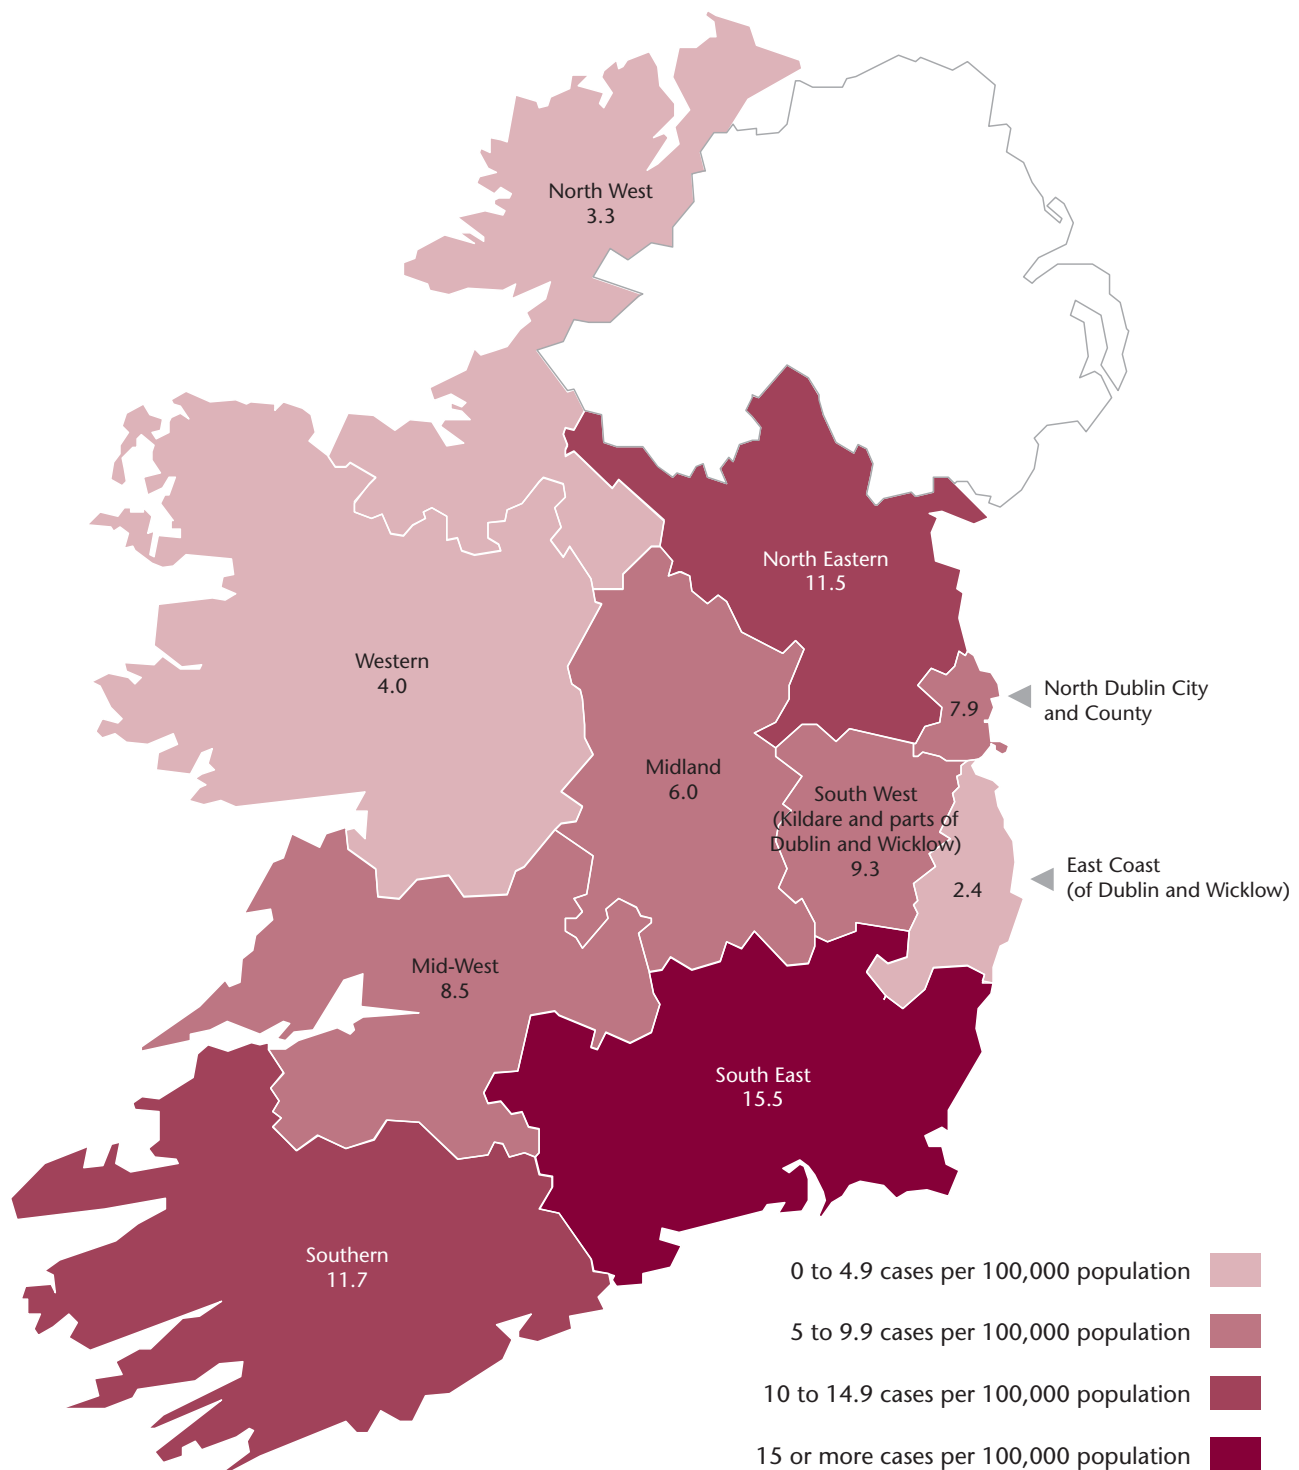 North West
3.3
North Eastern
11.5
Western
4.0
North Dublin City
and County
7.9
Midland
6.0
South West
(Kildare and parts of
Dublin and Wicklow)
9.3
East Coast
(of Dublin and Wicklow)
2.4
Mid-West
8.5
South East
15.5
Southern
11.7
0 to 4.9 cases per 100,000 population
5 to 9.9 cases per 100,000 population
10 to 14.9 cases per 100,000 population
15 or more cases per 100,000 population